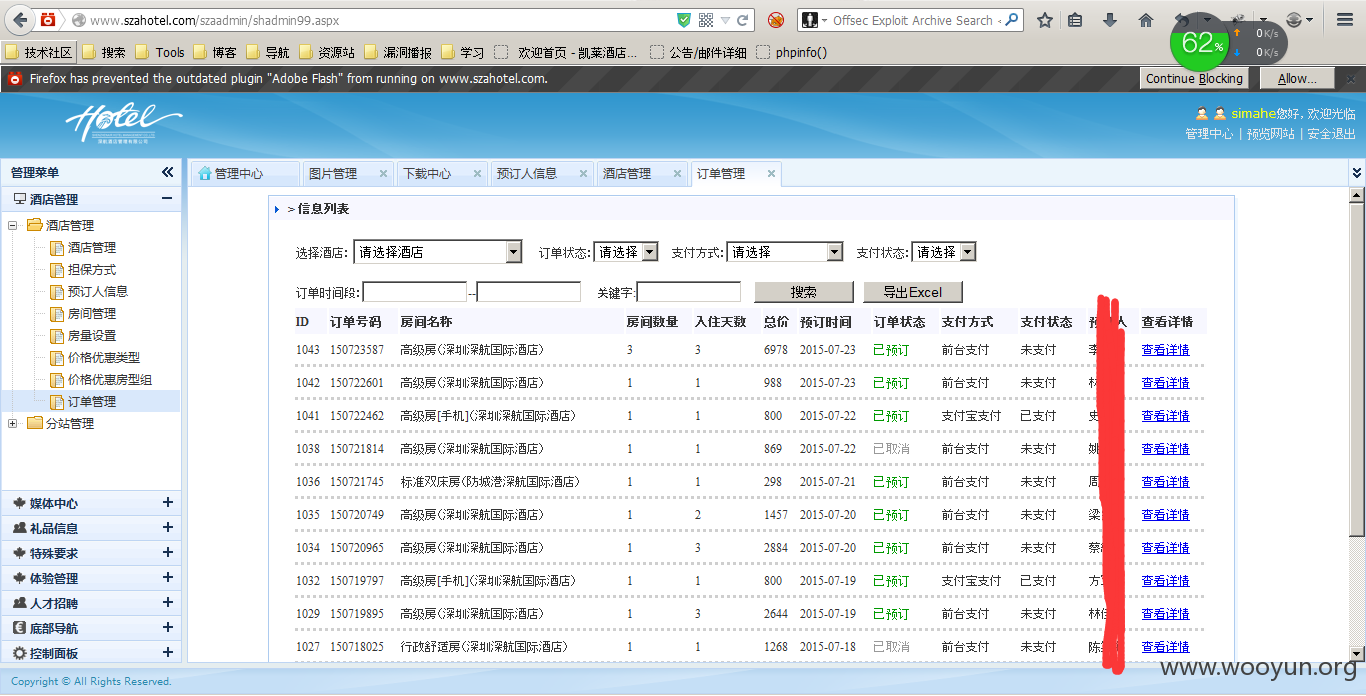 www.szahotel.com/szaadmin/shadmin99.aspx
Offsec Exploit Archive Search
技术社区 搜索 Tools 博客 导航 资源站 漏洞播报 学习 欢迎首页 - 凯莱酒店... 公告/邮件详细 phpinfo()
62%
0K/s
0K/s
Firefox has prevented the outdated plugin "Adobe Flash" from running on www.szahotel.com.
Continue Blocking Allow...
Hotel
simahe您好, 欢迎光临
管理中心 | 预览网站 | 安全退出
管理菜单
酒店管理
酒店管理
酒店管理
担保方式
预订人信息
房间管理
房量设置
价格优惠类型
价格优惠房型组
订单管理
分站管理
媒体中心
礼品信息
特殊要求
体验管理
人才招聘
底部导航
控制面板
管理中心 图片管理 下载中心 预订人信息 酒店管理 订单管理
>信息列表
选择酒店: 请选择酒店 订单状态: 请选择 支付方式: 请选择 支付状态: 请选择
订单时间段: -- 关键字: 搜索 导出Excel
ID 订单号码 房间名称 房间数量 入住天数 总价 预订时间 订单状态 支付方式 支付状态 预 人 查看详情
1043 150723587 高级房(深圳深航国际酒店) 3 3 6978 2015-07-23 已预订 前台支付 未支付 李 查看详情
1042 150722601 高级房(深圳深航国际酒店) 1 1 988 2015-07-23 已预订 前台支付 未支付 林 查看详情
1041 150722462 高级房[手机](深圳深航国际酒店) 1 1 800 2015-07-22 已预订 支付宝支付 已支付 史 查看详情
1038 150721814 高级房(深圳深航国际酒店) 1 1 869 2015-07-22 已取消 前台支付 未支付 姚 查看详情
1036 150721745 标准双床房(防城港深航国际酒店) 1 1 298 2015-07-21 已预订 前台支付 未支付 周 查看详情
1035 150720749 高级房(深圳深航国际酒店) 1 2 1457 2015-07-20 已预订 前台支付 未支付 梁 查看详情
1034 150720965 高级房(深圳深航国际酒店) 1 3 2884 2015-07-20 已预订 前台支付 未支付 蔡 查看详情
1032 150719797 高级房[手机](深圳深航国际酒店) 1 1 800 2015-07-19 已预订 支付宝支付 已支付 方 查看详情
1029 150719895 高级房(深圳深航国际酒店) 1 3 2644 2015-07-19 已预订 前台支付 未支付 林 查看详情
1027 150718025 行政舒适房(深圳深航国际酒店) 1 1 1268 2015-07-18 已取消 前台支付 未支付 陈 查看详情
www.wooyun.org
Copyright © All Rights Reserved.